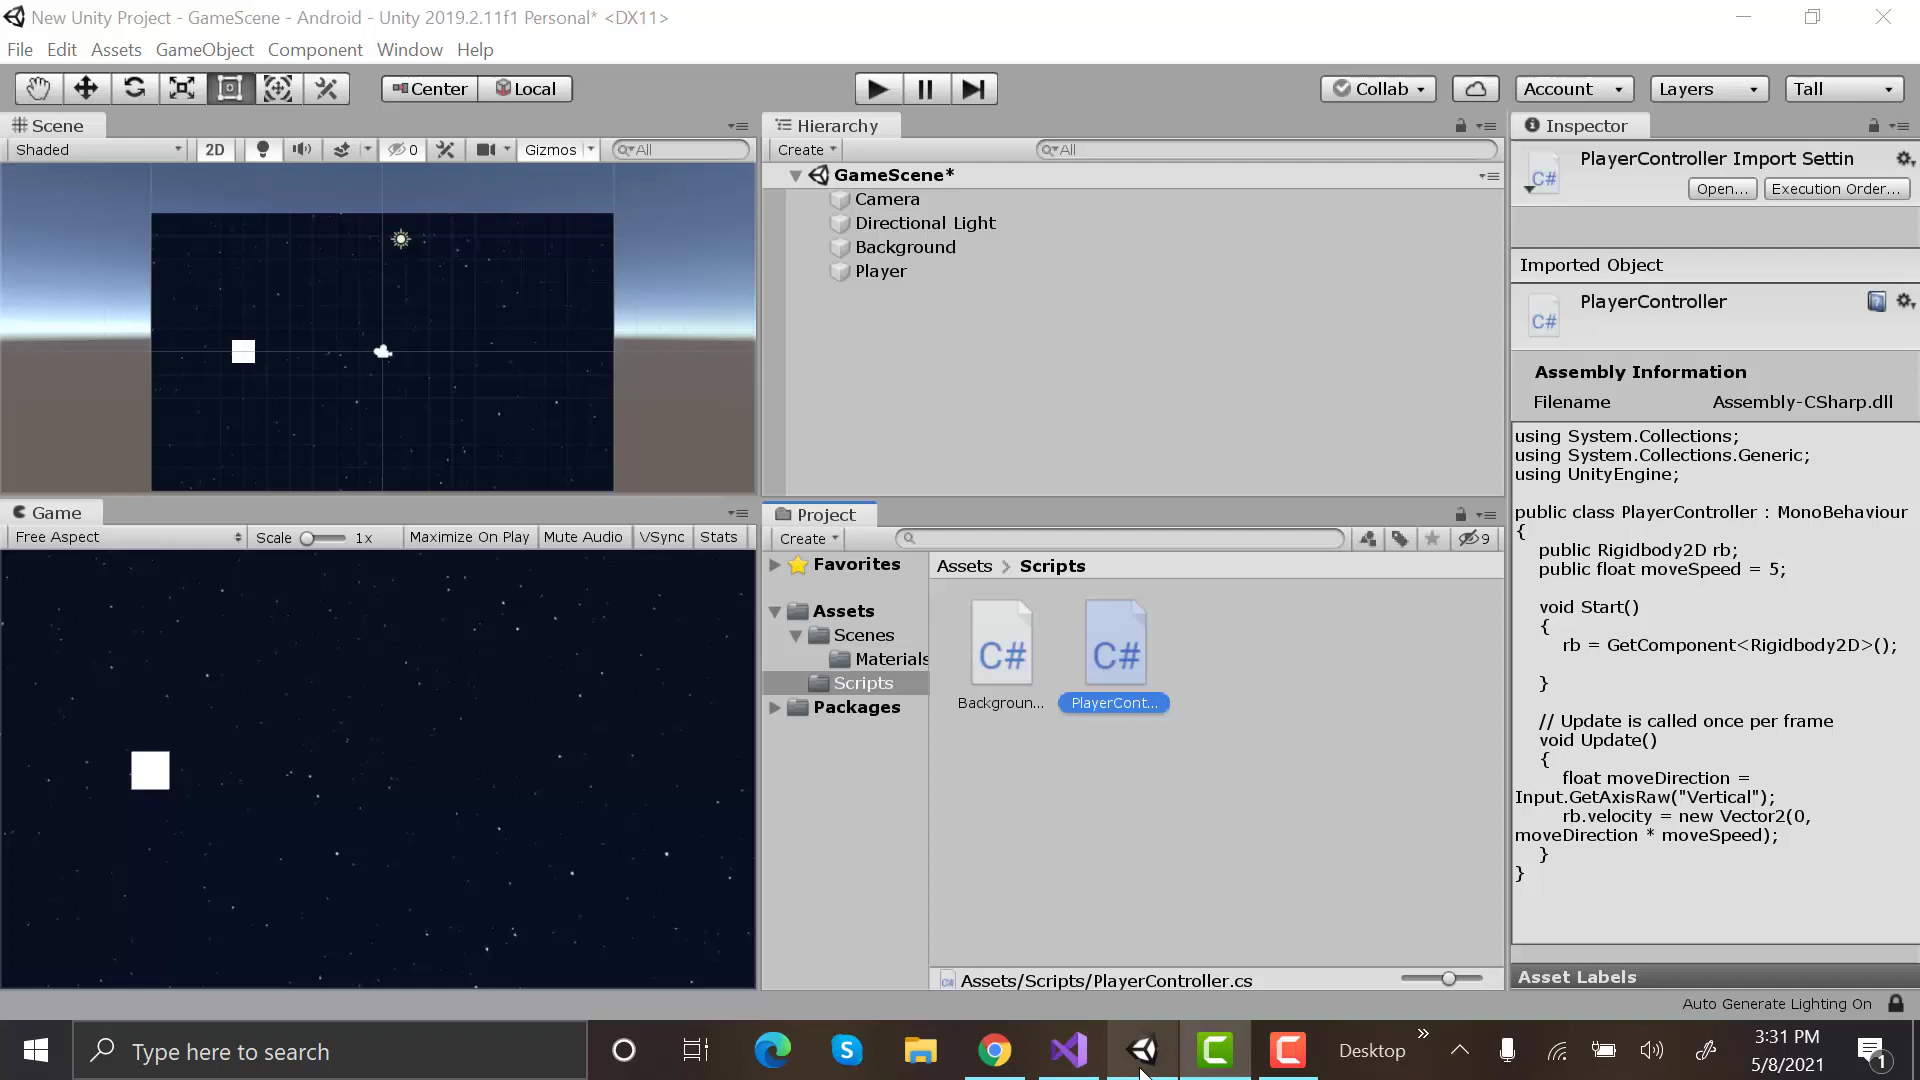 New Unity Project - GameScene - Android - Unity 2019.2.11f1 Personal* <DX11>
File Edit Assets GameObject Component Window Help
Center Local Collab Account Layers Tall
Scene
Shaded 2D 0 Gizmos All
Hierarchy
Create All
GameScene*
Camera
Directional Light
Background
Player
Inspector
PlayerController Import Settin
C# Open... Execution Order...
Imported Object
PlayerController
C#
Assembly Information
Filename Assembly-CSharp.dll
using System.Collections;
using System.Collections.Generic;
using UnityEngine;
public class PlayerController : MonoBehaviour
{
public Rigidbody2D rb;
public float moveSpeed = 5;
void Start()
{
rb = GetComponent<Rigidbody2D>();
}
// Update is called once per frame
void Update()
{
float moveDirection =
Input.GetAxisRaw("Vertical");
rb.velocity = new Vector2(0,
moveDirection * moveSpeed);
}
}
Asset Labels
Game
Free Aspect Scale 1x Maximize On Play Mute Audio VSync Stats
Project
Create 9
Favorites
Assets
Scenes
Materials
Scripts
Packages
Assets > Scripts
C# C#
Backgroun... PlayerCont...
Assets/Scripts/PlayerController.cs
Auto Generate Lighting On
Type here to search
Desktop
3:31 PM
5/8/2021
1